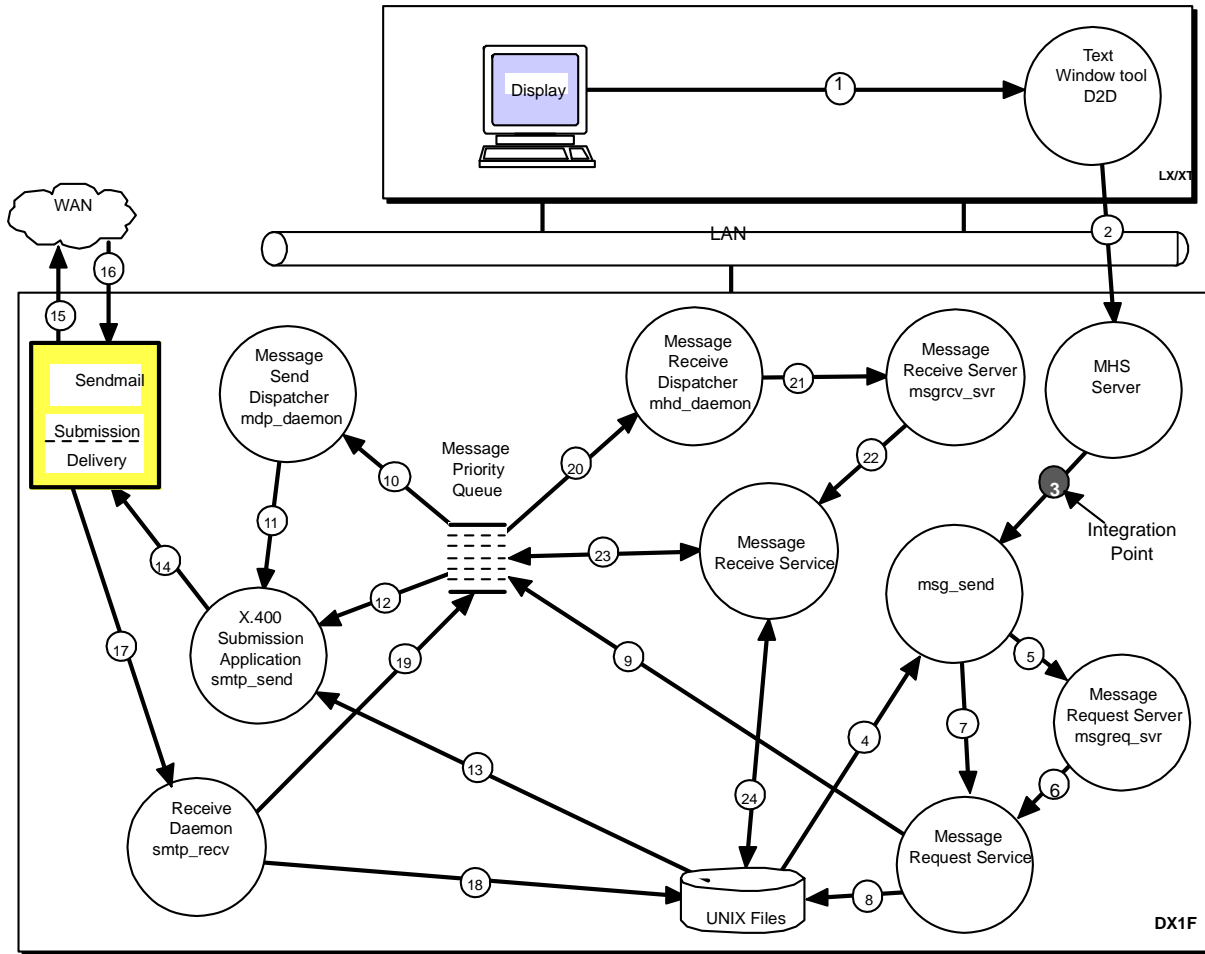 Display
1
Text
Window tool
D2D
LX/XT
WAN
2
LAN
16
15
Sendmail
Submission
Delivery
Message
Send
Dispatcher
mdp_daemon
Message
Receive
Dispatcher
mhd_daemon
21
Message
Receive Server
msgrcv_svr
MHS
Server
10
Message
Priority
Queue
20
22
3
Integration
Point
11
14
12
23
Message
Receive Service
msg_send
X.400
Submission
Application
smtp_send
17
19
9
5
Message
Request Server
msgreq_svr
4
7
13
24
6
Receive
Daemon
smtp_recv
Message
Request Service
18
8
UNIX Files
DX1F